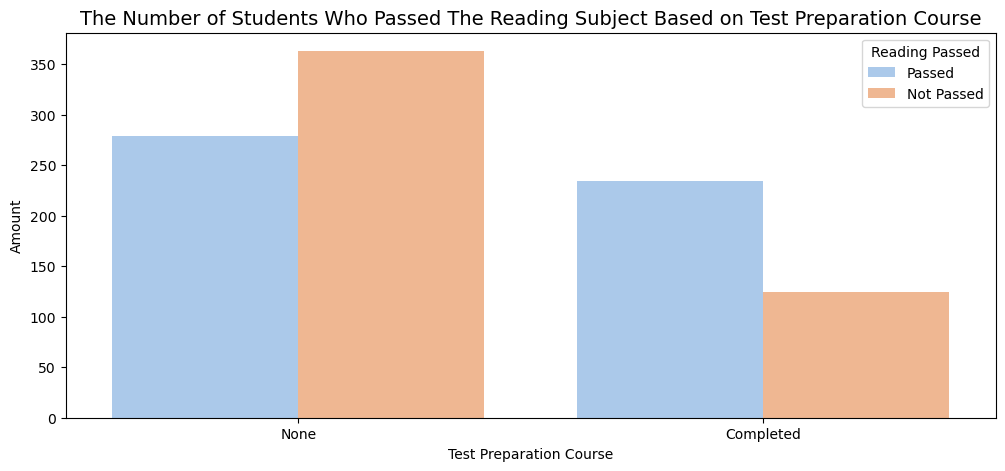 The Number of Students Who Passed The Reading Subject Based on Test Preparation Course
Reading Passed
Passed
Not Passed
350
300
250
200
150
100
50
0
Amount
None
Completed
Test Preparation Course